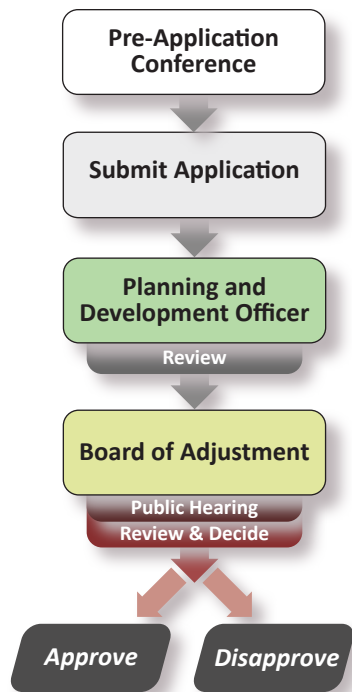 Pre-Application
Conference
Submit Application
Planning and
Development Officer
Review
Board of Adjustment
Public Hearing
Review & Decide
Approve
Disapprove